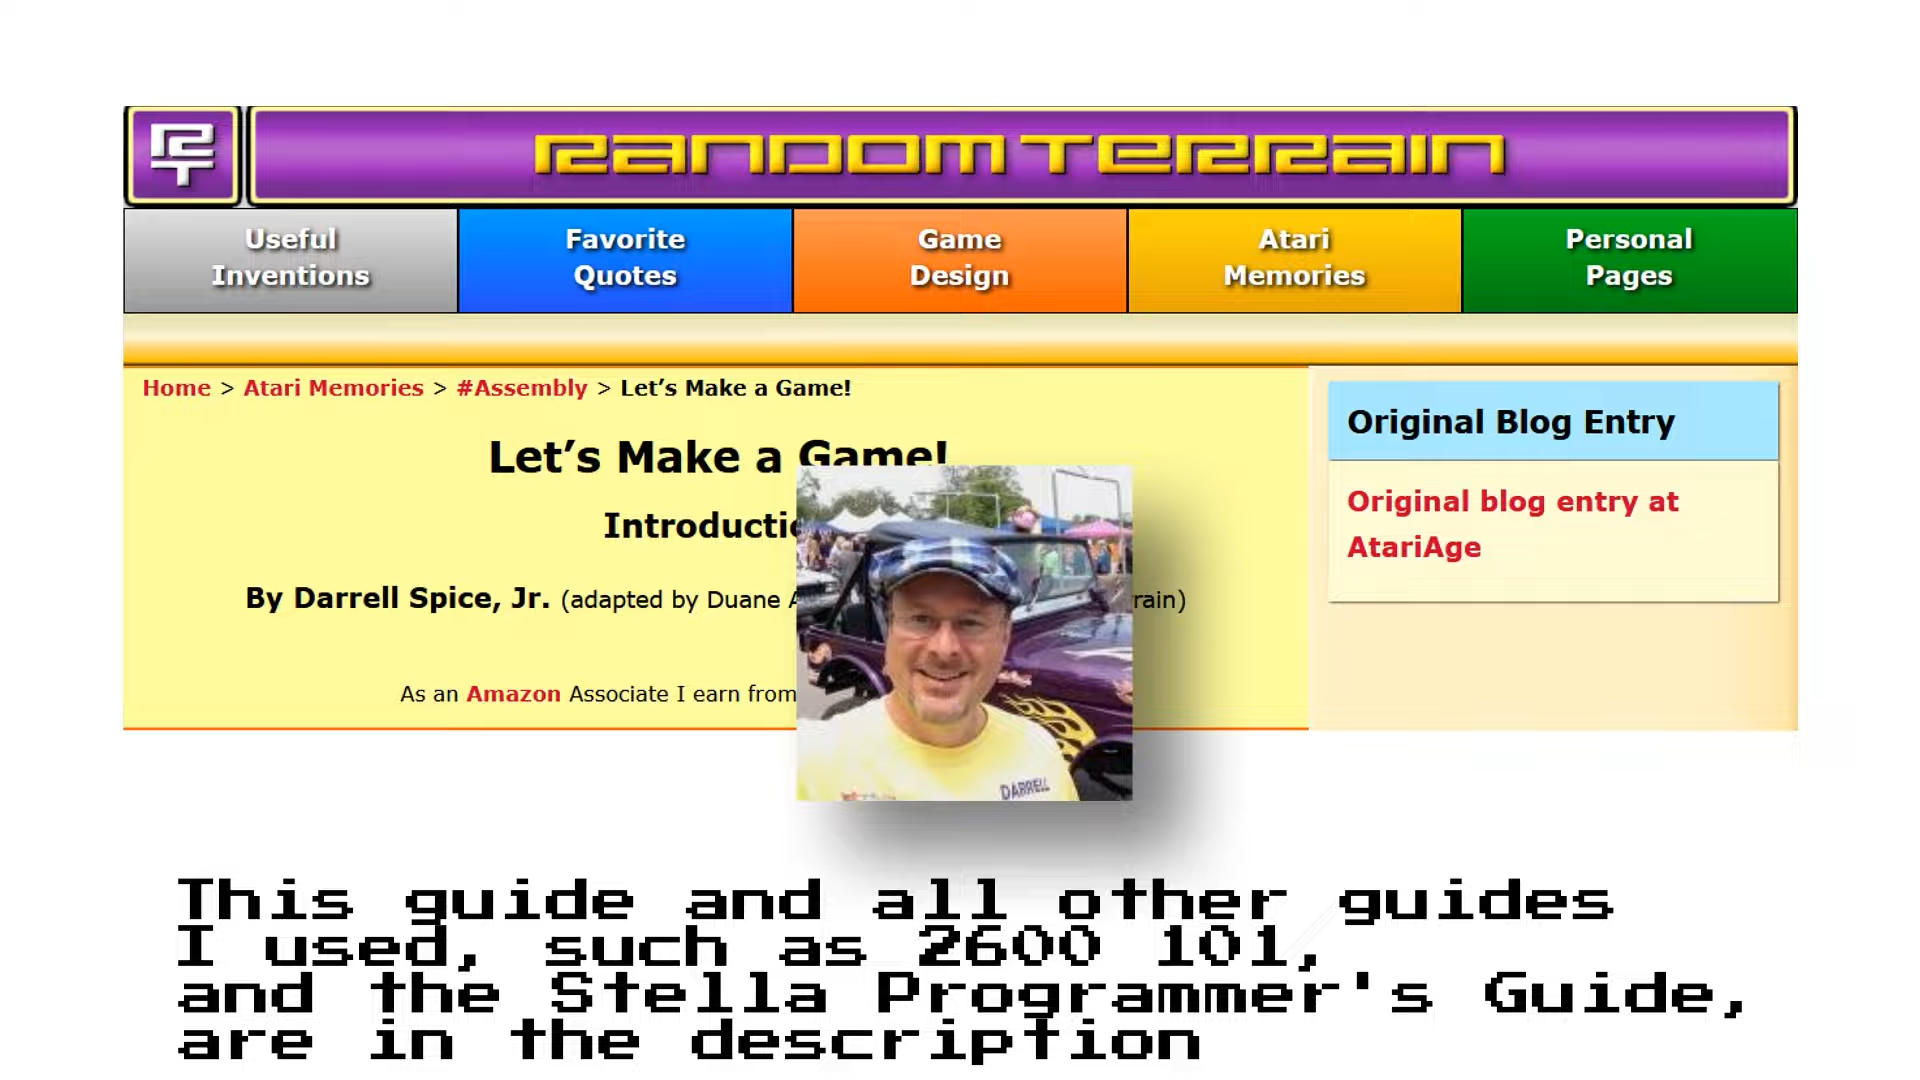 RT
RANDOM TERRAIN
Useful
Inventions
Favorite
Quotes
Game
Design
Atari
Memories
Personal
Pages
Home > Atari Memories > #Assembly > Let’s Make a Game!
Let’s Make a Game!
By Darrell Spice, Jr. (adapted by Duane
As an Amazon Associate I earn from
DARRELL
Original Blog Entry
Original blog entry at
AtariAge
This guide and all other guides
I used, such as 2600 101,
and the Stella Programmer's Guide,
are in the description